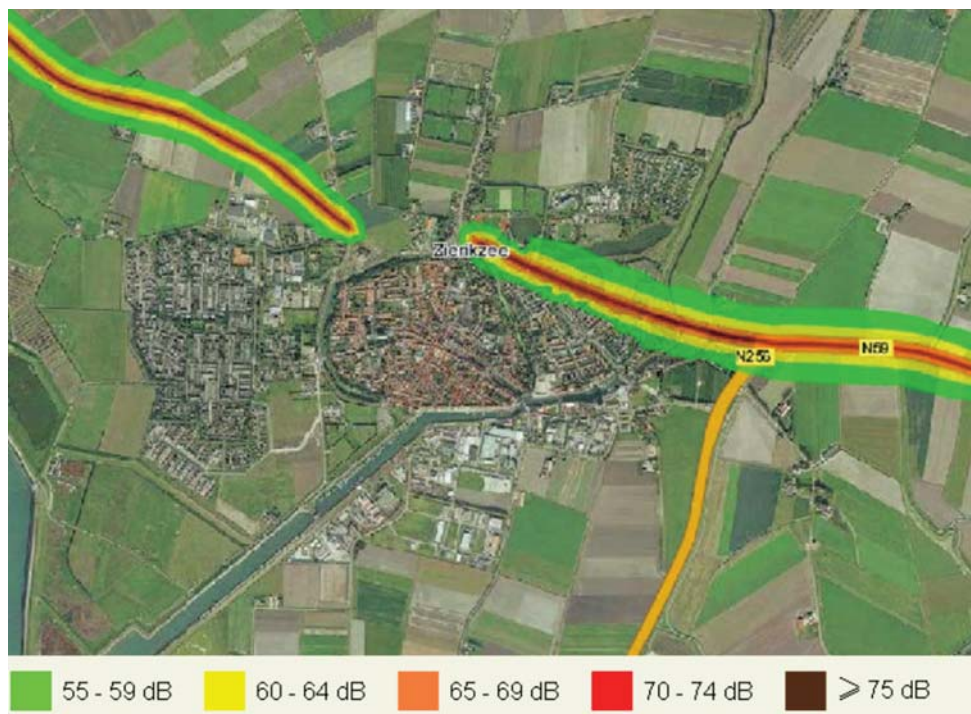 Zierikzee
N256
N59
55 - 59 dB
60 - 64 dB
65 - 69 dB
70 - 74 dB
⩾ 75 dB